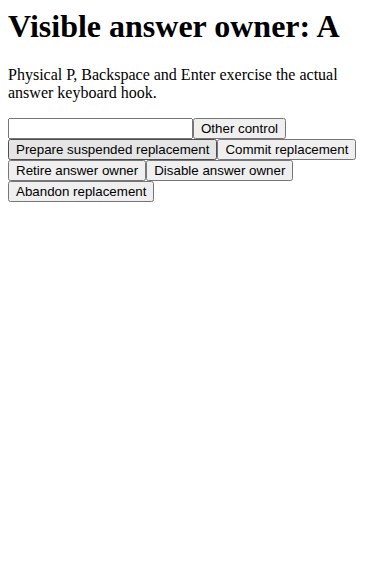 Visible answer owner: A
Physical P, Backspace and Enter exercise the actual
answer keyboard hook.
Other control
Prepare suspended replacement Commit replacement
Retire answer owner Disable answer owner
Abandon replacement